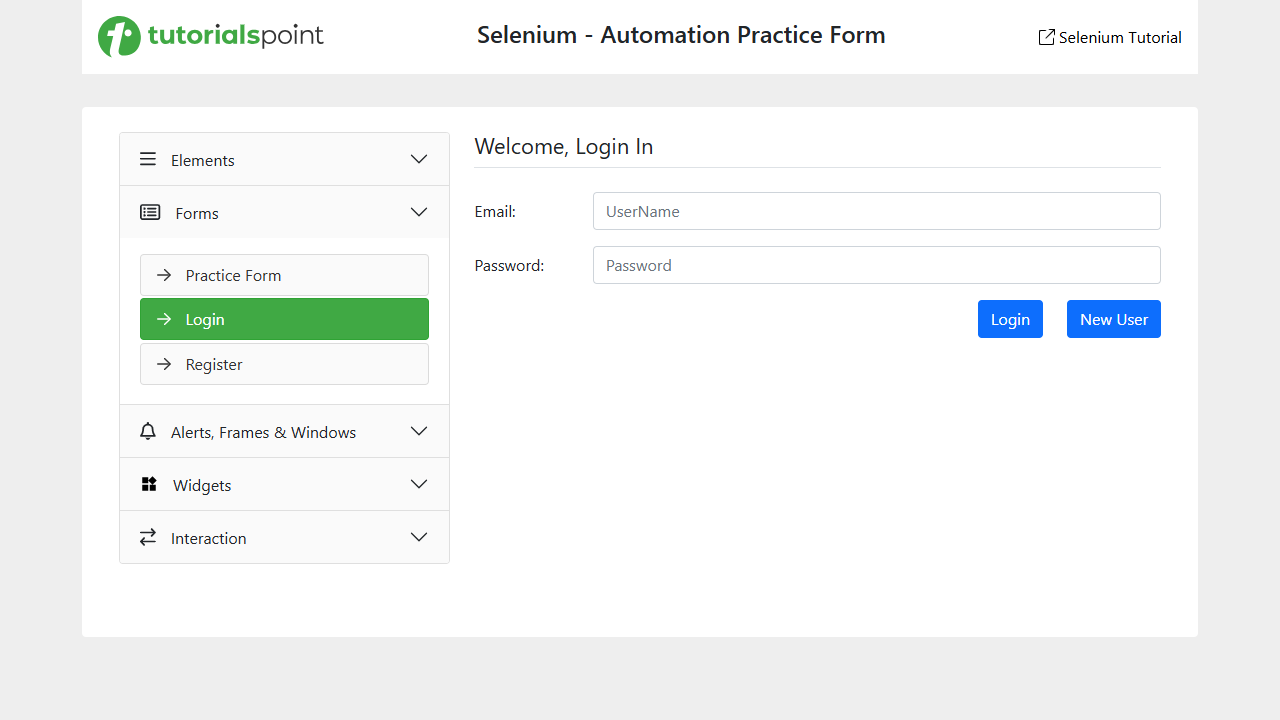 tutorialspoint
Selenium - Automation Practice Form
Selenium Tutorial
Elements
Forms
Practice Form
Login
Register
Alerts, Frames & Windows
Widgets
Interaction
Welcome, Login In
Email:
UserName
Password:
Password
Login
New User